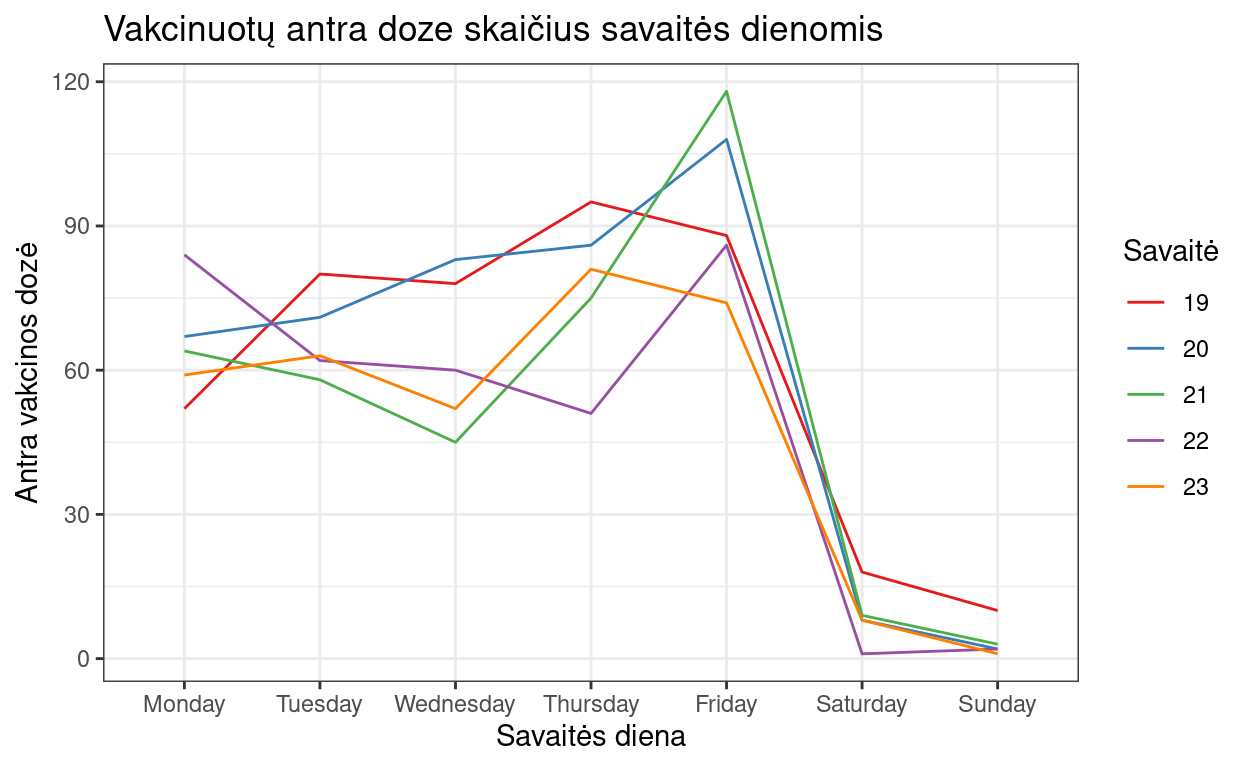 Vakcinuotų antra doze skaičius savaitės dienomis
120
90
60
30
0
Antra vakcinos dozė
Monday Tuesday Wednesday Thursday Friday Saturday Sunday
Savaitės diena
Savaitė
19
20
21
22
23